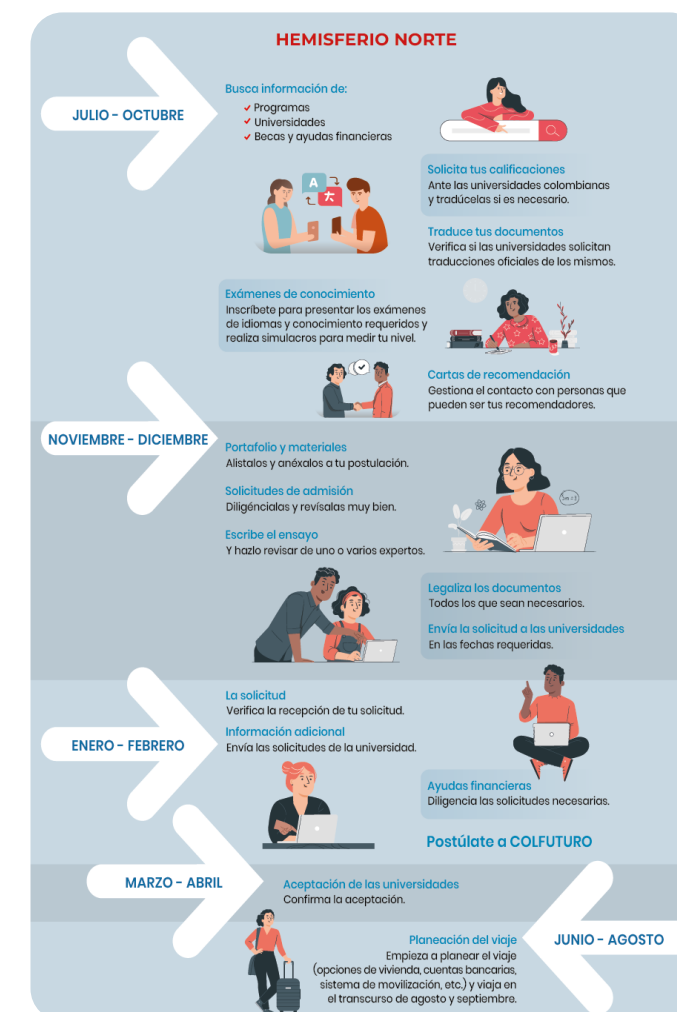 HEMISFERIO NORTE
JULIO - OCTUBRE
Busca información de:
Programas
Universidades
Becas y ayudas financieras
Solicita tus calificaciones
Ante las universidades colombianas
y tradúcelas si es necesario.
A
Traduce tus documentos
Verifica si las universidades solicitan
traducciones oficiales de los mismos.
Exámenes de conocimiento
Inscríbete para presentar los exámenes
de idiomas y conocimiento requeridos y
realiza simulacros para medir tu nivel.
Cartas de recomendación
Gestiona el contacto con personas que
pueden ser tus recomendadores.
NOVIEMBRE - DICIEMBRE
Portafolio y materiales
Alistalos y anéxalos a tu postulación.
Solicitudes de admisión
Diligéncialas y revísalas muy bien.
Escribe el ensayo
Y hazlo revisar de uno o varios expertos.
Legaliza los documentos
Todos los que sean necesarios.
Envía la solicitud a las universidades
En las fechas requeridas.
ENERO - FEBRERO
La solicitud
Verifica la recepción de tu solicitud.
Información adicional
Envía las solicitudes de la universidad.
Ayudas financieras
Diligencia las solicitudes necesarias.
Postúlate a COLFUTURO
MARZO - ABRIL
Aceptación de las universidades
Confirma la aceptación.
JUNIO - AGOSTO
Planeación del viaje
Empieza a planear el viaje
(opciones de vivienda, cuentas bancarias,
sistema de movilización, etc.) y viaja en
el transcurso de agosto y septiembre.